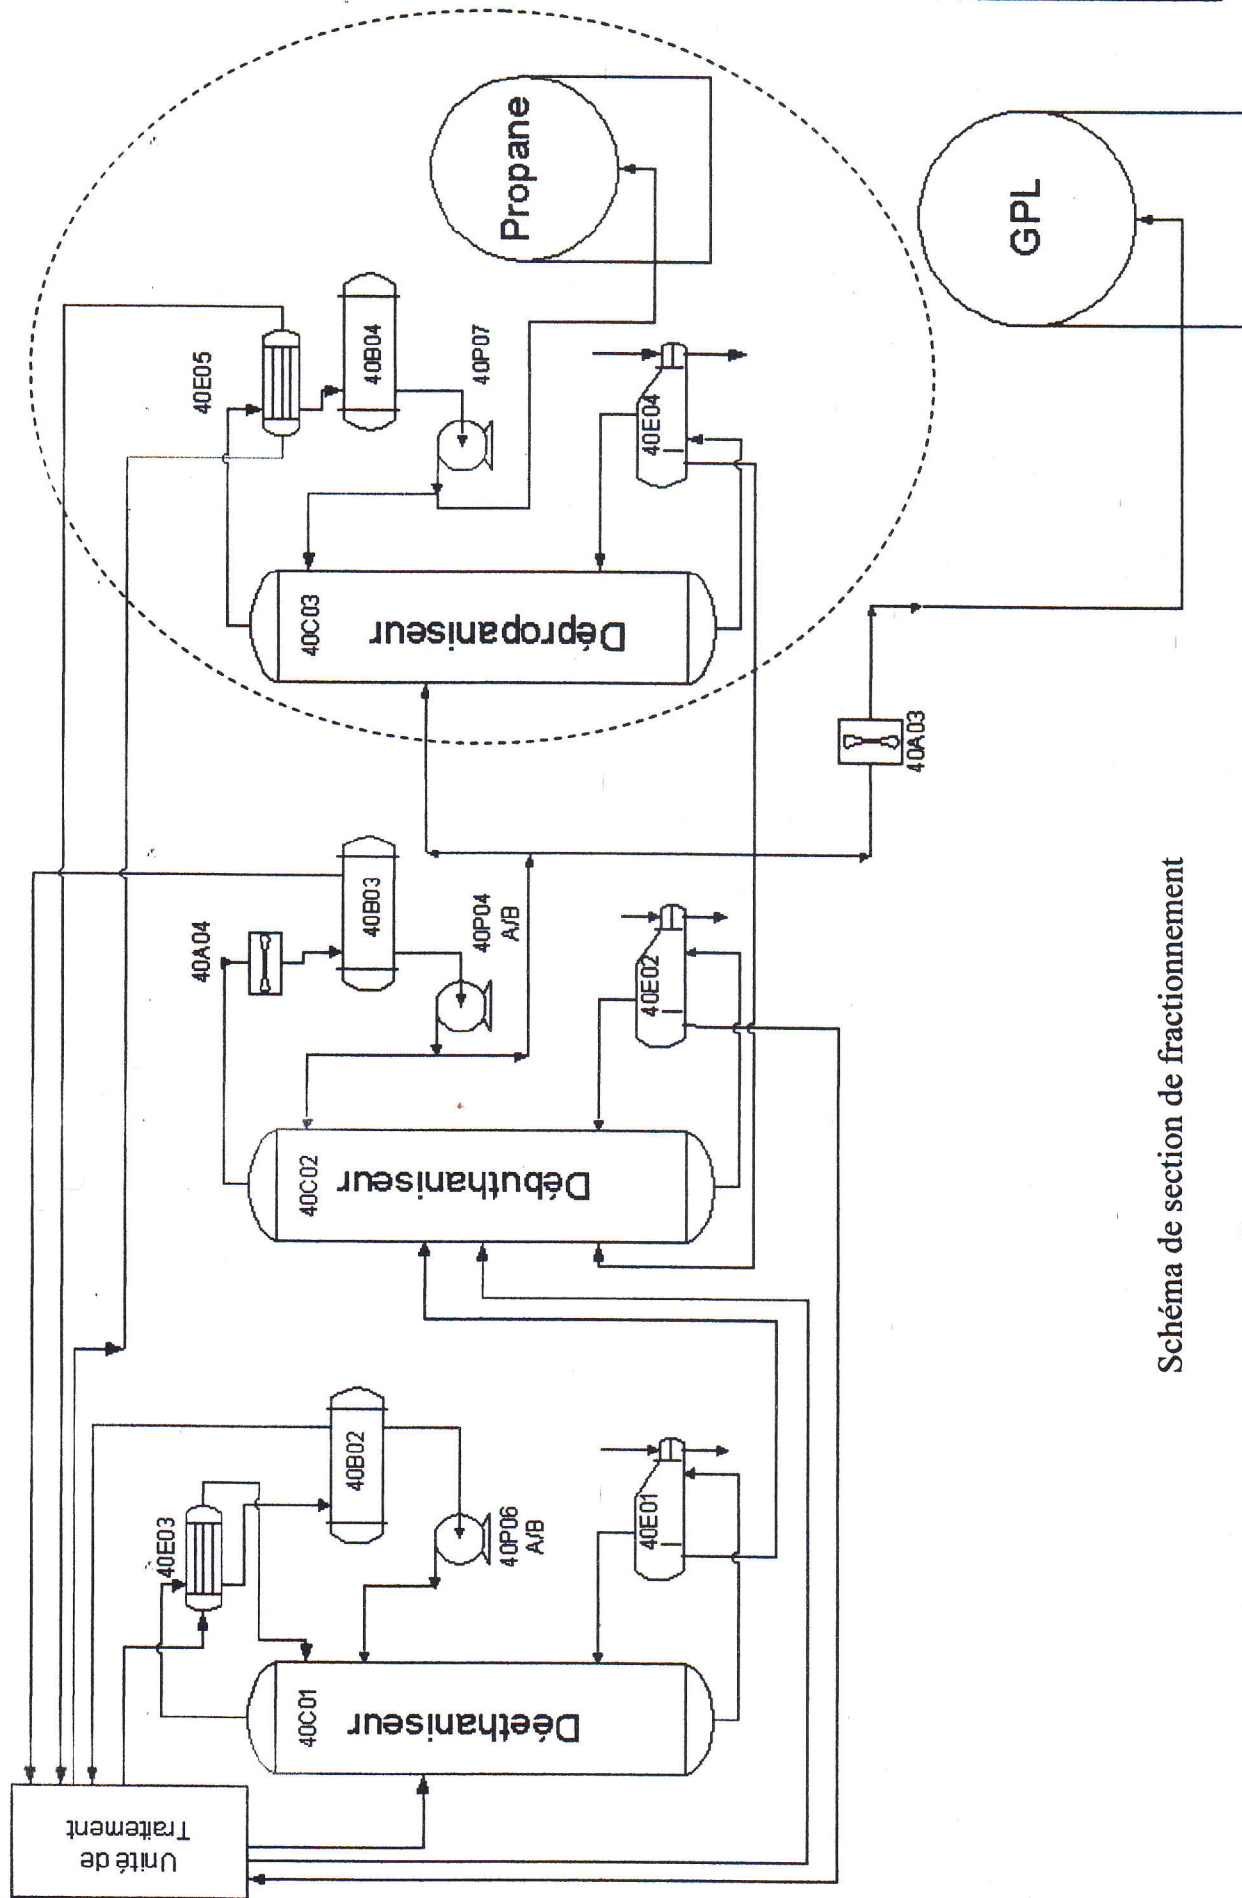 Unité de
Traitement
40E03
40B02
40P06
A/B
40C01
Déethaniseur
40E01
40A04
40B03
40P04
A/B
40C02
Débuthaniseur
40E02
40E05
40B04
40P07
40C03
Dépropaniseur
40E04
Propane
40A03
GPL
Schéma de section de fractionnement